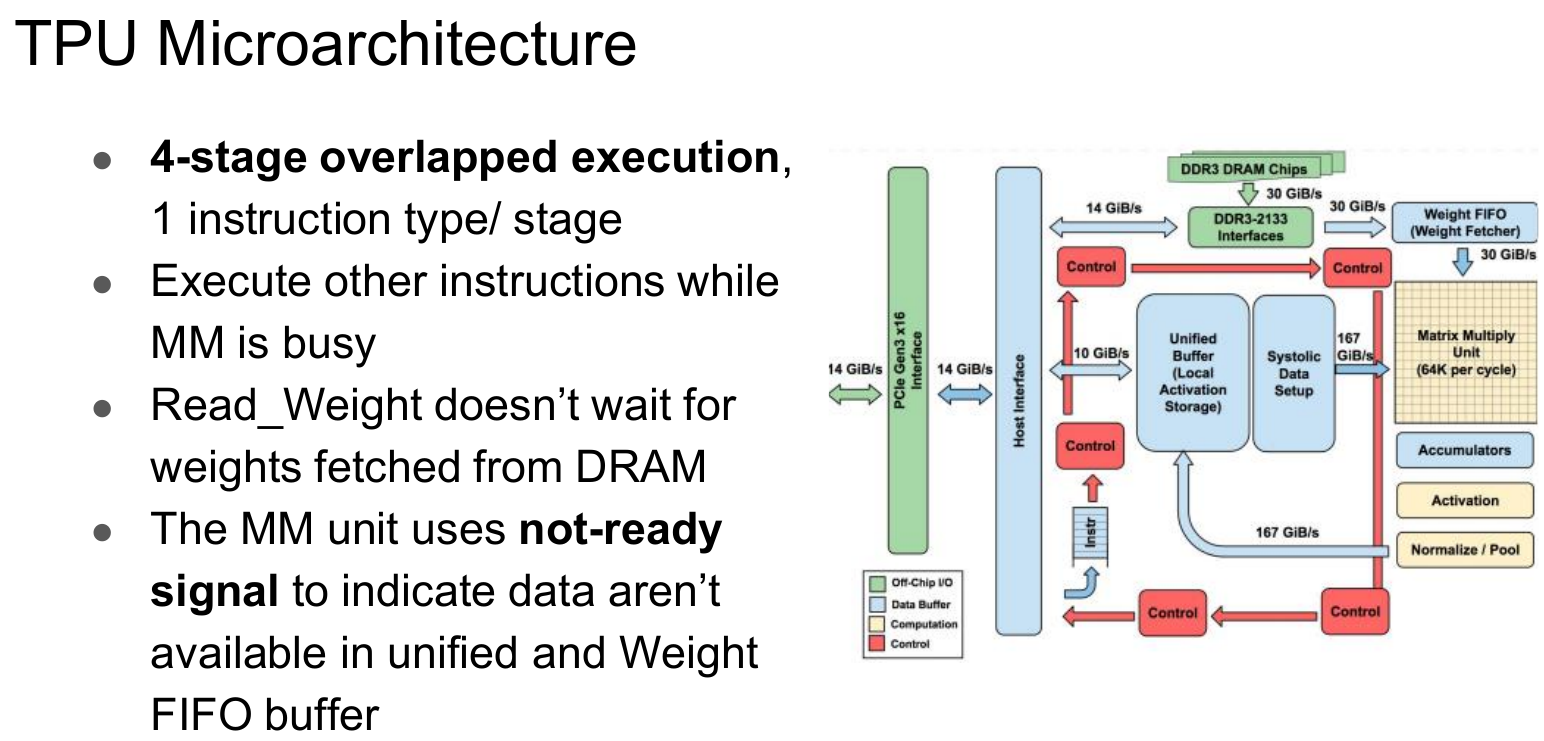 TPU Microarchitecture
● 4-stage overlapped execution,
1 instruction type/ stage
● Execute other instructions while
MM is busy
● Read_Weight doesn’t wait for
weights fetched from DRAM
● The MM unit uses not-ready
signal to indicate data aren’t
available in unified and Weight
FIFO buffer
DDR3 DRAM Chips
30 GiB/s
14 GiB/s
DDR3-2133
Interfaces
30 GiB/s
Weight FIFO
(Weight Fetcher)
30 GiB/s
Control
Control
14 GiB/s
PCIe Gen3 x16
Interface
14 GiB/s
Host Interface
10 GiB/s
Unified
Buffer
(Local
Activation
Storage)
Systolic
Data
Setup
167
GiB/s
Matrix Multiply
Unit
(64K per cycle)
Control
Accumulators
Activation
Instr
167 GiB/s
Normalize / Pool
Off-Chip I/O
Data Buffer
Computation
Control
Control
Control